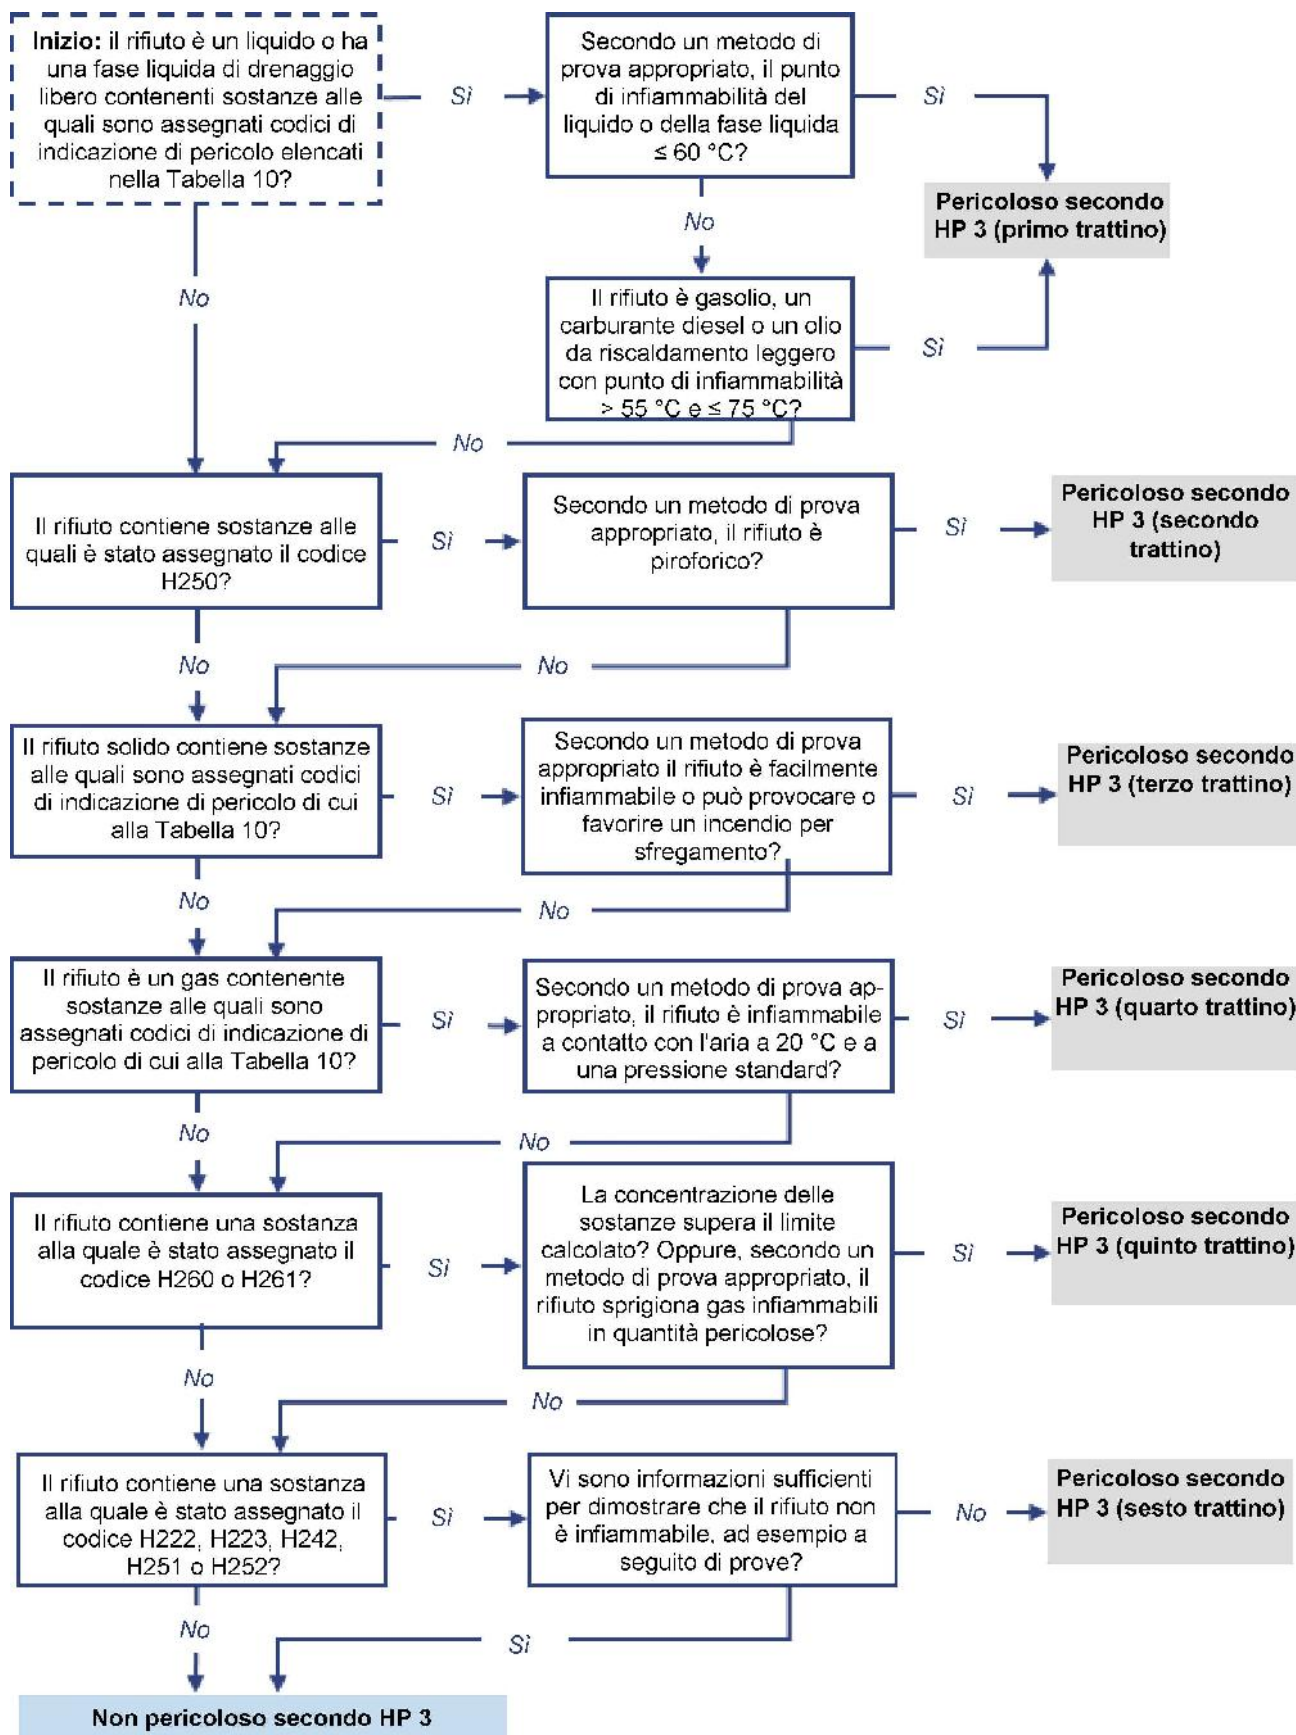 Inizio: il rifiuto è un liquido o ha
una fase liquida di drenaggio
libero contenenti sostanze alle
quali sono assegnati codici di
indicazione di pericolo elencati
nella Tabella 10?
Sì
Secondo un metodo di
prova appropriato, il punto
di infiammabilità del
liquido o della fase liquida
≤ 60 °C?
Sì
Pericoloso secondo
HP 3 (primo trattino)
No
No
Il rifiuto è gasolio, un
carburante diesel o un olio
da riscaldamento leggero
con punto di infiammabilità
> 55 °C e ≤ 75 °C?
Sì
No
Il rifiuto contiene sostanze alle
quali è stato assegnato il codice
H250?
Sì
Secondo un metodo di prova
appropriato, il rifiuto è
piroforico?
Sì
Pericoloso secondo
HP 3 (secondo
trattino)
No
No
Il rifiuto solido contiene sostanze
alle quali sono assegnati codici
di indicazione di pericolo di cui
alla Tabella 10?
Sì
Secondo un metodo di prova
appropriato il rifiuto è facilmente
infiammabile o può provocare o
favorire un incendio per
sfregamento?
Sì
Pericoloso secondo
HP 3 (terzo trattino)
No
No
Il rifiuto è un gas contenente
sostanze alle quali sono
assegnati codici di indicazione di
pericolo di cui alla Tabella 10?
Sì
Secondo un metodo di prova ap-
propriato, il rifiuto è infiammabile
a contatto con l'aria a 20 °C e a
una pressione standard?
Sì
Pericoloso secondo
HP 3 (quarto trattino)
No
No
Il rifiuto contiene una sostanza
alla quale è stato assegnato il
codice H260 o H261?
Sì
La concentrazione delle
sostanze supera il limite
calcolato? Oppure, secondo un
metodo di prova appropriato, il
rifiuto sprigiona gas infiammabili
in quantità pericolose?
Sì
Pericoloso secondo
HP 3 (quinto trattino)
No
No
Il rifiuto contiene una sostanza
alla quale è stato assegnato il
codice H222, H223, H242,
H251 o H252?
Sì
Vi sono informazioni sufficienti
per dimostrare che il rifiuto non
è infiammabile, ad esempio a
seguito di prove?
No
Pericoloso secondo
HP 3 (sesto trattino)
No
Sì
Non pericoloso secondo HP 3